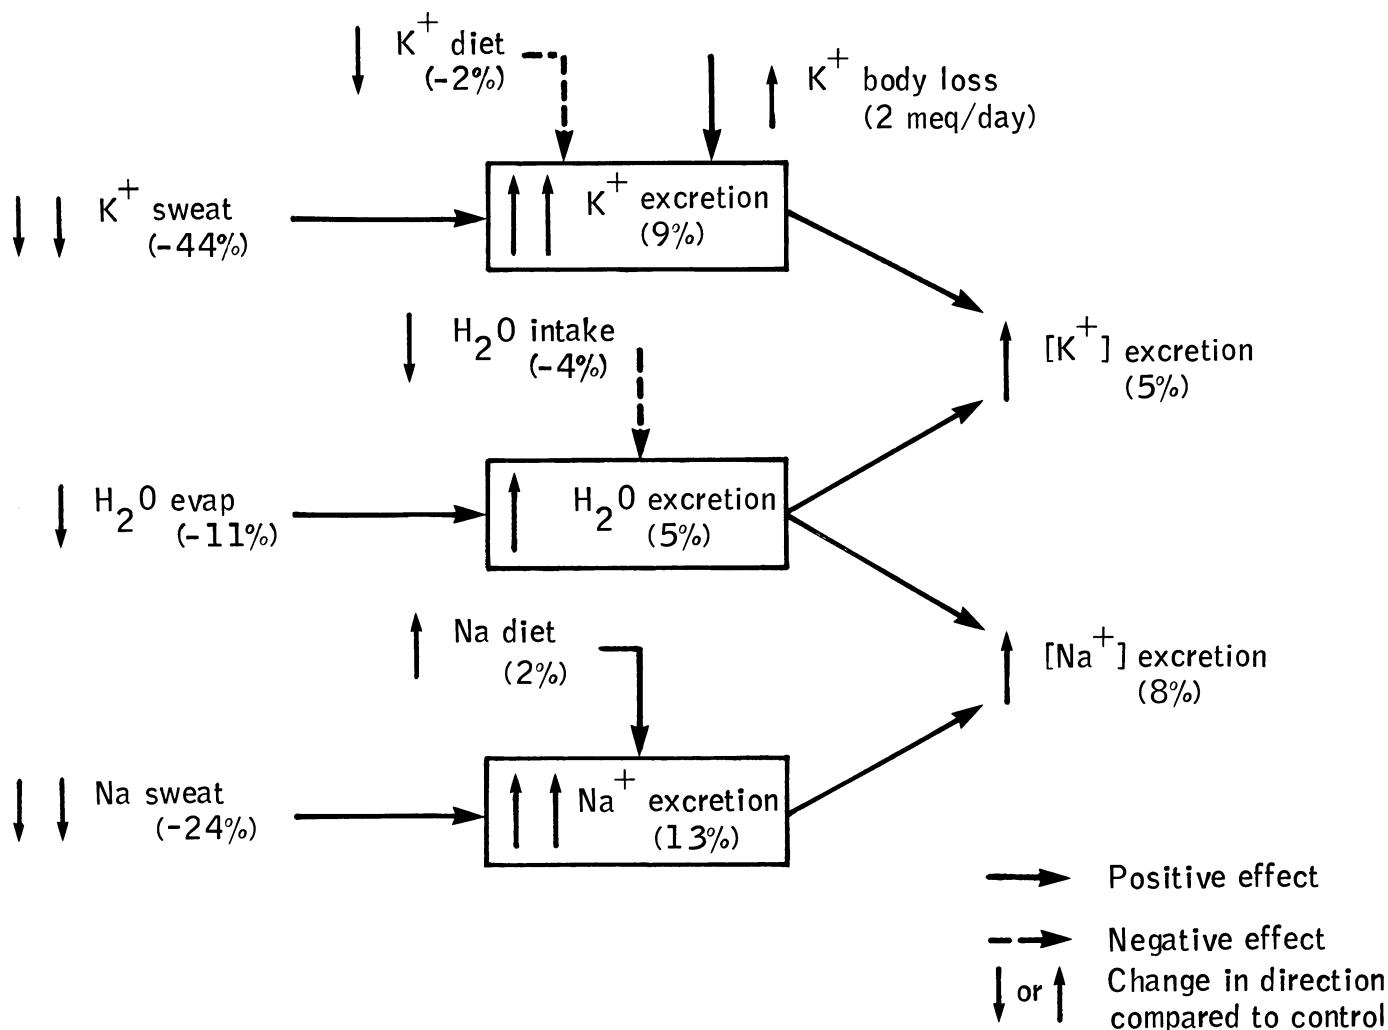 K+ diet
(-2%)
K+ body loss
(2 meq/day)
K+ sweat
(-44%)
K+ excretion
(9%)
H2O intake
(-4%)
[K+] excretion
(5%)
H2O evap
(-11%)
H2O excretion
(5%)
Na diet
(2%)
[Na+] excretion
(8%)
Na sweat
(-24%)
Na+ excretion
(13%)
Positive effect
Negative effect
or
Change in direction
compared to control